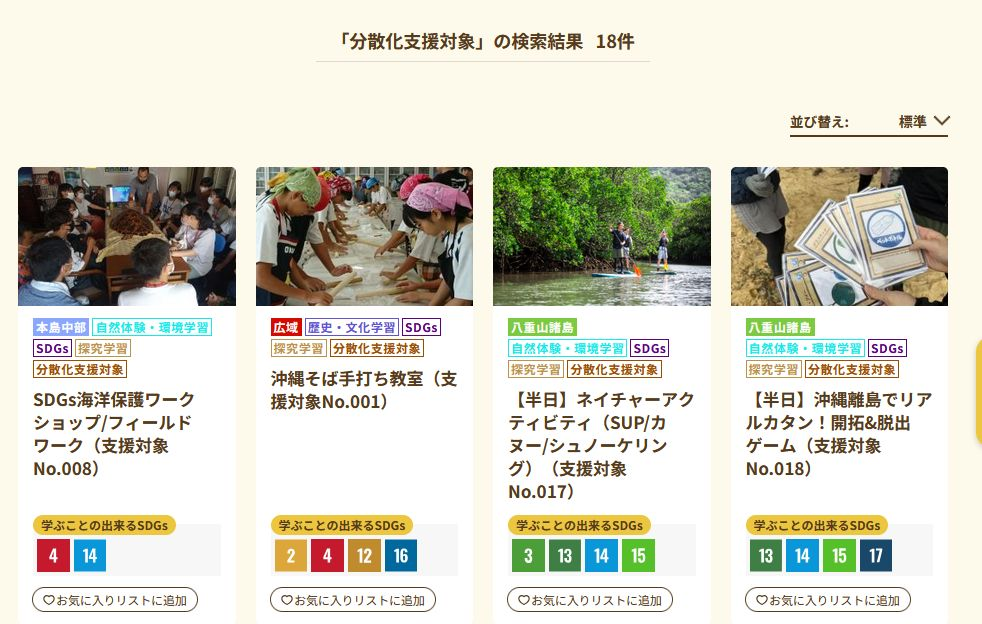 「分散化支援対象」の検索結果 18件
並び替え: 標準
本島中部 自然体験・環境学習
SDGs 探究学習
分散化支援対象
SDGs海洋保護ワーク
ショップ/フィールド
ワーク（支援対象
No.008）
学ぶことの出来るSDGs
4 14
お気に入りリストに追加
広域 歴史・文化学習 SDGs
探究学習 分散化支援対象
沖縄そば手打ち教室（支
援対象No.001）
学ぶことの出来るSDGs
2 4 12 16
お気に入りリストに追加
八重山諸島
自然体験・環境学習 SDGs
探究学習 分散化支援対象
【半日】ネイチャーアク
ティビティ（SUP/カ
ヌー/シュノーケリン
グ）（支援対象
No.017）
学ぶことの出来るSDGs
3 13 14 15
お気に入りリストに追加
八重山諸島
自然体験・環境学習 SDGs
探究学習 分散化支援対象
【半日】沖縄離島でリア
ルカタン！開拓&脱出
ゲーム（支援対象
No.018）
学ぶことの出来るSDGs
13 14 15 17
お気に入りリストに追加